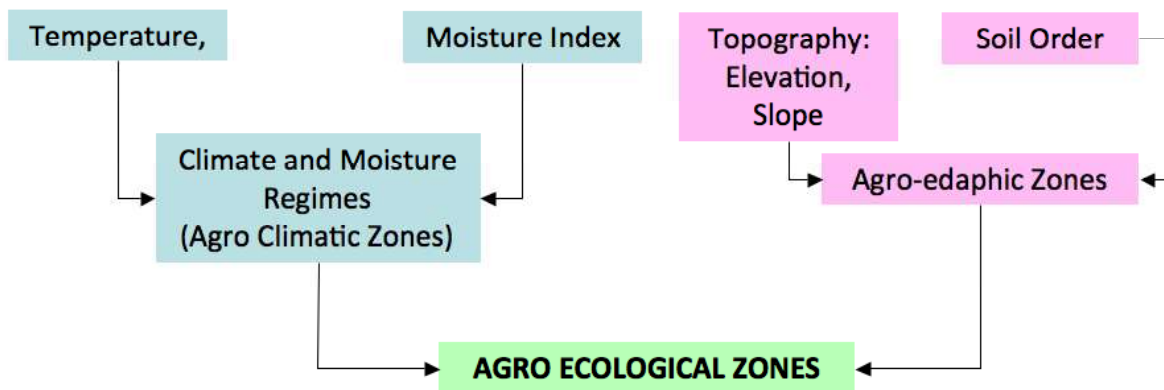 Temperature,
Moisture Index
Topography:
Elevation,
Slope
Soil Order
Climate and Moisture
Regimes
(Agro Climatic Zones)
Agro-edaphic Zones
AGRO ECOLOGICAL ZONES